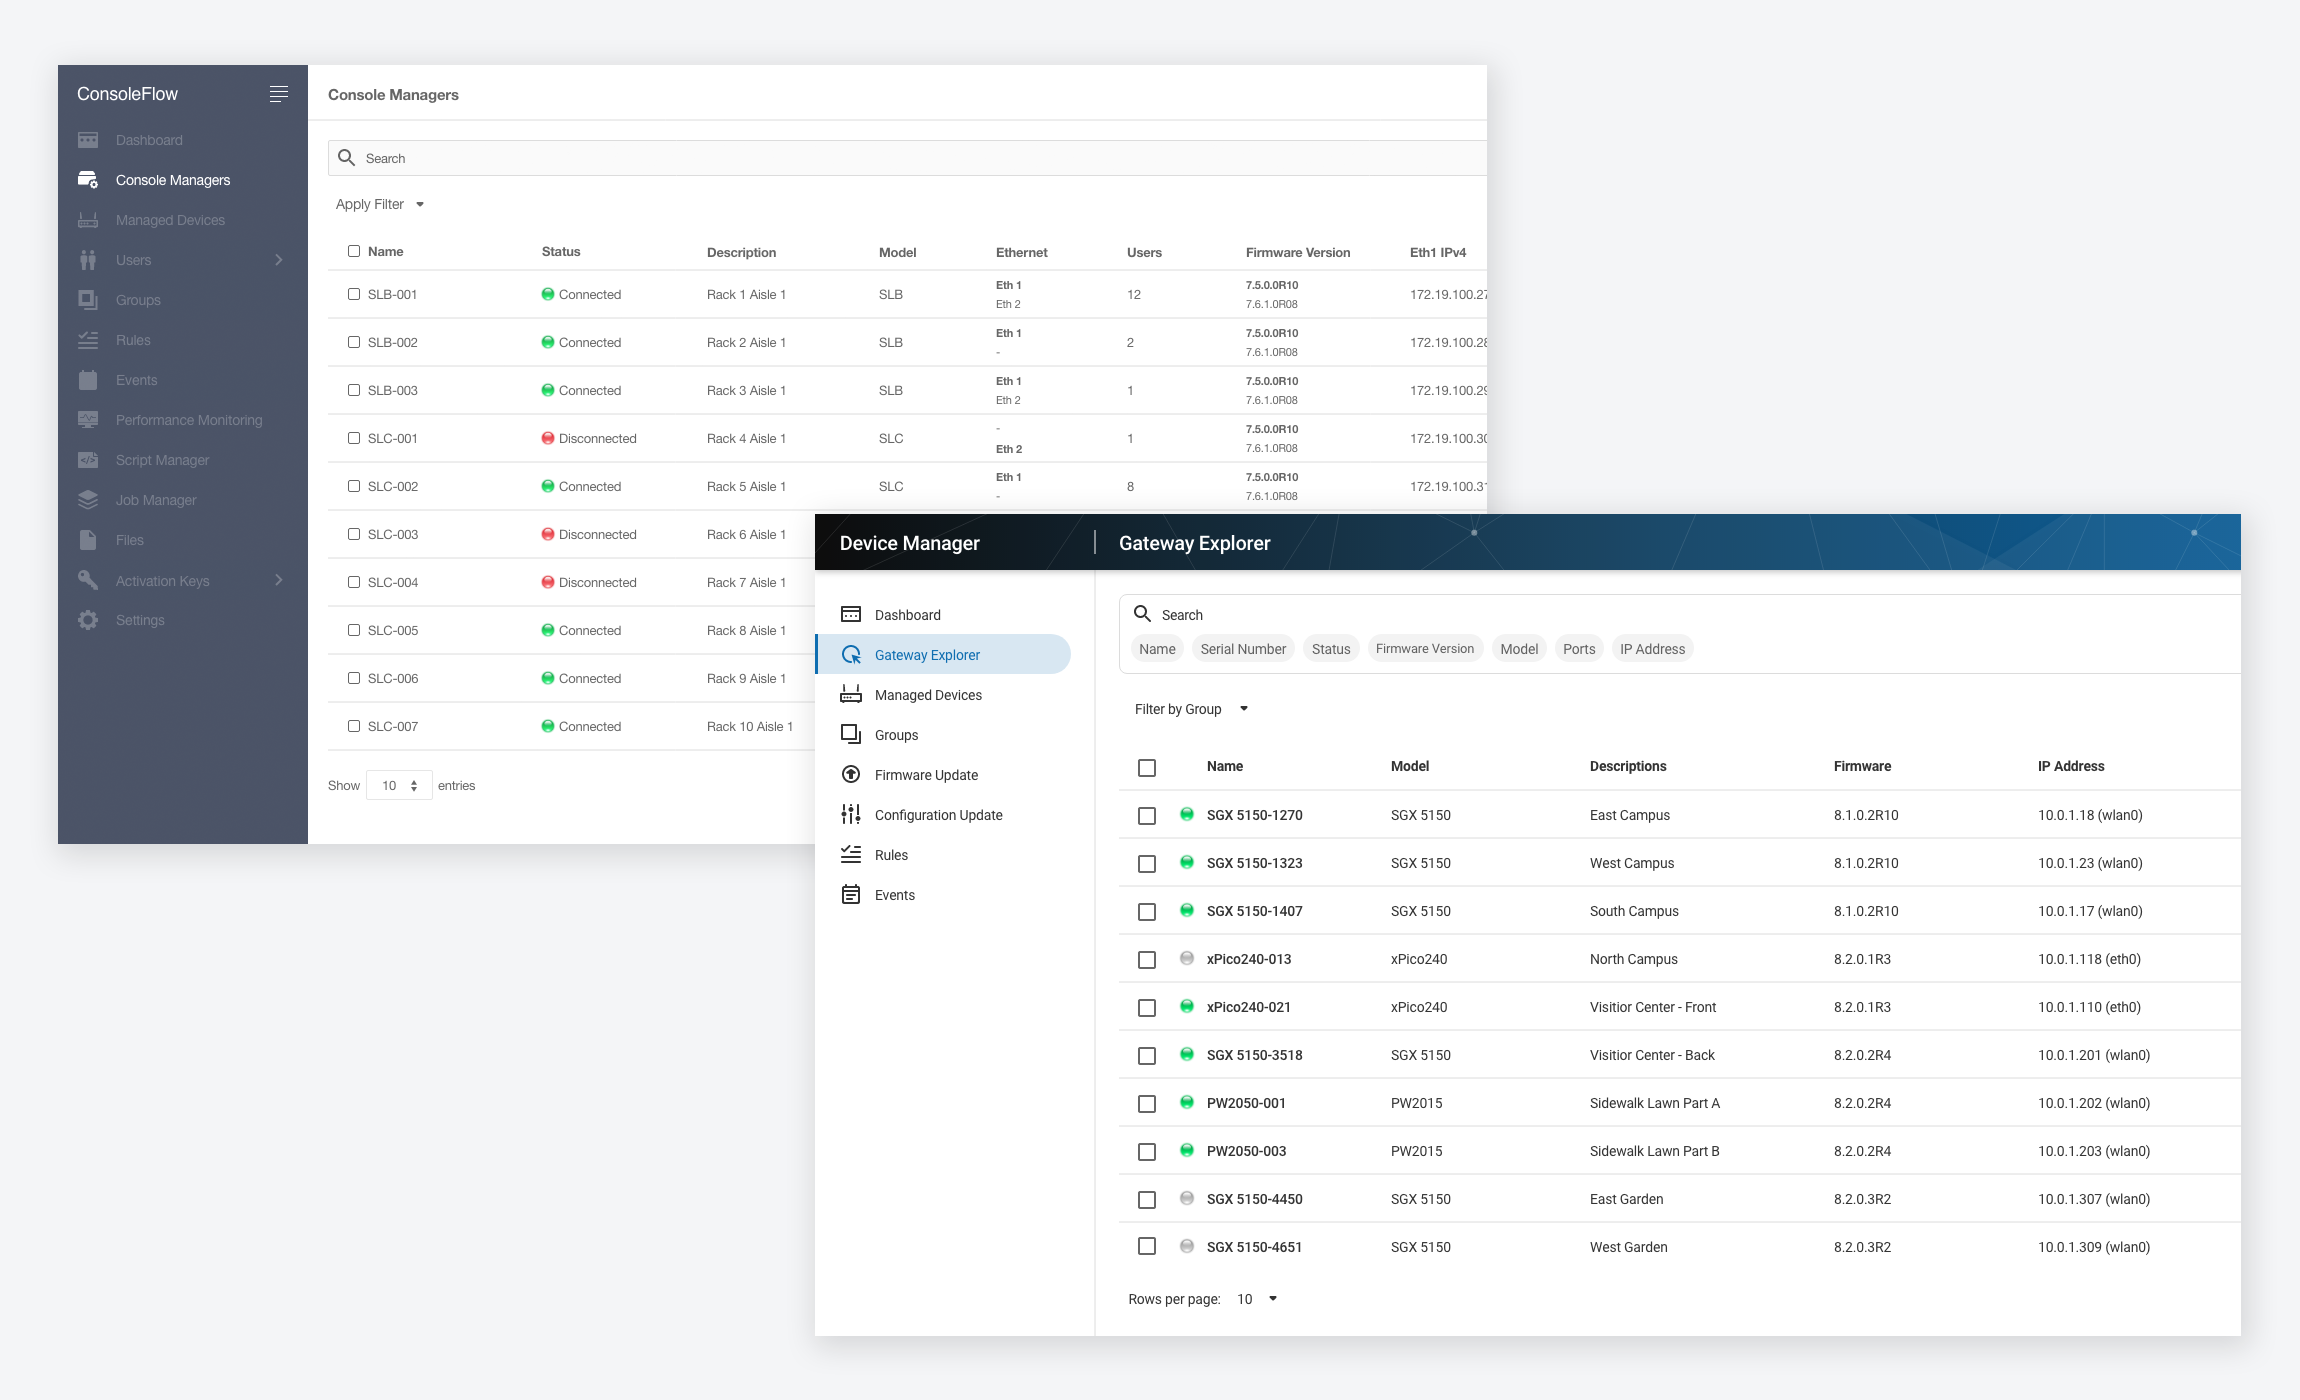 ConsoleFlow
Dashboard
Console Managers
Managed Devices
Users
Groups
Rules
Events
Performance Monitoring
Script Manager
Job Manager
Files
Activation Keys
Settings
Console Managers
Search
Apply Filter
Name Status Description Model Ethernet Users Firmware Version Eth1 IPv4
SLB-001 Connected Rack 1 Aisle 1 SLB Eth 1 Eth 2 12 7.5.0.0R10 7.6.1.0R08 172.19.100.27
SLB-002 Connected Rack 2 Aisle 1 SLB Eth 1 - 2 7.5.0.0R10 7.6.1.0R08 172.19.100.28
SLB-003 Connected Rack 3 Aisle 1 SLB Eth 1 Eth 2 1 7.5.0.0R10 7.6.1.0R08 172.19.100.29
SLC-001 Disconnected Rack 4 Aisle 1 SLC - Eth 2 1 7.5.0.0R10 7.6.1.0R08 172.19.100.30
SLC-002 Connected Rack 5 Aisle 1 SLC Eth 1 - 8 7.5.0.0R10 7.6.1.0R08 172.19.100.31
SLC-003 Disconnected Rack 6 Aisle 1
SLC-004 Disconnected Rack 7 Aisle 1
SLC-005 Connected Rack 8 Aisle 1
SLC-006 Connected Rack 9 Aisle 1
SLC-007 Connected Rack 10 Aisle 1
Show 10 entries
Device Manager | Gateway Explorer
Dashboard
Gateway Explorer
Managed Devices
Groups
Firmware Update
Configuration Update
Rules
Events
Search
Name Serial Number Status Firmware Version Model Ports IP Address
Filter by Group
Name Model Descriptions Firmware IP Address
SGX 5150-1270 SGX 5150 East Campus 8.1.0.2R10 10.0.1.18 (wlan0)
SGX 5150-1323 SGX 5150 West Campus 8.1.0.2R10 10.0.1.23 (wlan0)
SGX 5150-1407 SGX 5150 South Campus 8.1.0.2R10 10.0.1.17 (wlan0)
xPico240-013 xPico240 North Campus 8.2.0.1R3 10.0.1.118 (eth0)
xPico240-021 xPico240 Visitior Center - Front 8.2.0.1R3 10.0.1.110 (eth0)
SGX 5150-3518 SGX 5150 Visitior Center - Back 8.2.0.2R4 10.0.1.201 (wlan0)
PW2050-001 PW2015 Sidewalk Lawn Part A 8.2.0.2R4 10.0.1.202 (wlan0)
PW2050-003 PW2015 Sidewalk Lawn Part B 8.2.0.2R4 10.0.1.203 (wlan0)
SGX 5150-4450 SGX 5150 East Garden 8.2.0.3R2 10.0.1.307 (wlan0)
SGX 5150-4651 SGX 5150 West Garden 8.2.0.3R2 10.0.1.309 (wlan0)
Rows per page: 10